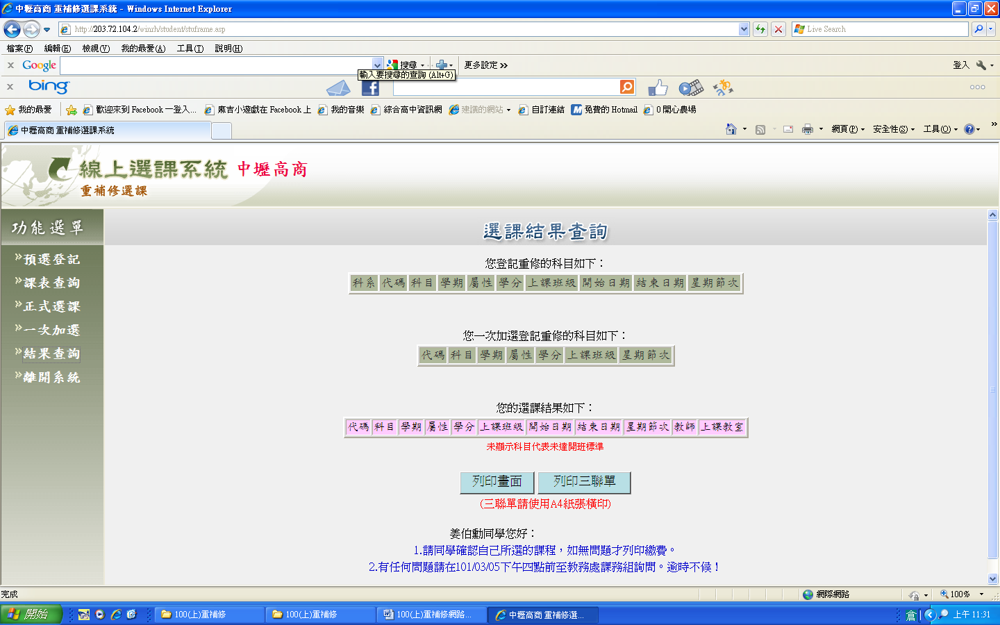 中壢高商 重補修選課系統 - Windows Internet Explorer
http://203.72.104.2/winrh/student/stuframe.asp
Live Search
檔案(F) 編輯(E) 檢視(V) 我的最愛(A) 工具(T) 說明(H)
x Google 搜尋 更多設定 » 登入
輸入要搜尋的查詢 (Alt+G)
x bing
我的最愛 歡迎來到 Facebook 一登入... 麻吉小遊戲在 Facebook 上 我的音樂 綜合高中資訊網 建議的網站 自訂連結 免費的 Hotmail 0 開心農場
中壢高商 重補修選課系統 網頁(P) 安全性(S) 工具(O) »
線上選課系統 中壢高商
重補修選課
功能選單
»預選登記
»課表查詢
»正式選課
»一次加選
»結果查詢
»離開系統
選課結果查詢
您登記重修的科目如下：
科系 代碼 科目 學期 屬性 學分 上課班級 開始日期 結束日期 星期節次
您一次加選登記重修的科目如下：
代碼 科目 學期 屬性 學分 上課班級 星期節次
您的選課結果如下：
代碼 科目 學期 屬性 學分 上課班級 開始日期 結束日期 星期節次 教師 上課教室
未顯示科目代表未達開班標準
列印畫面 列印三聯單
(三聯單請使用A4紙張橫印)
姜伯勳同學您好：
1.請同學確認自己所選的課程，如無問題才列印繳費。
2.有任何問題請在101/03/05下午四點前至教務處課務組詢問。逾時不候！
完成 網際網路 100%
開始 100(上)重補修 100(上)重補修 100(上)重補修網路... 中壢高商 重補修選... 倉 上午 11:31